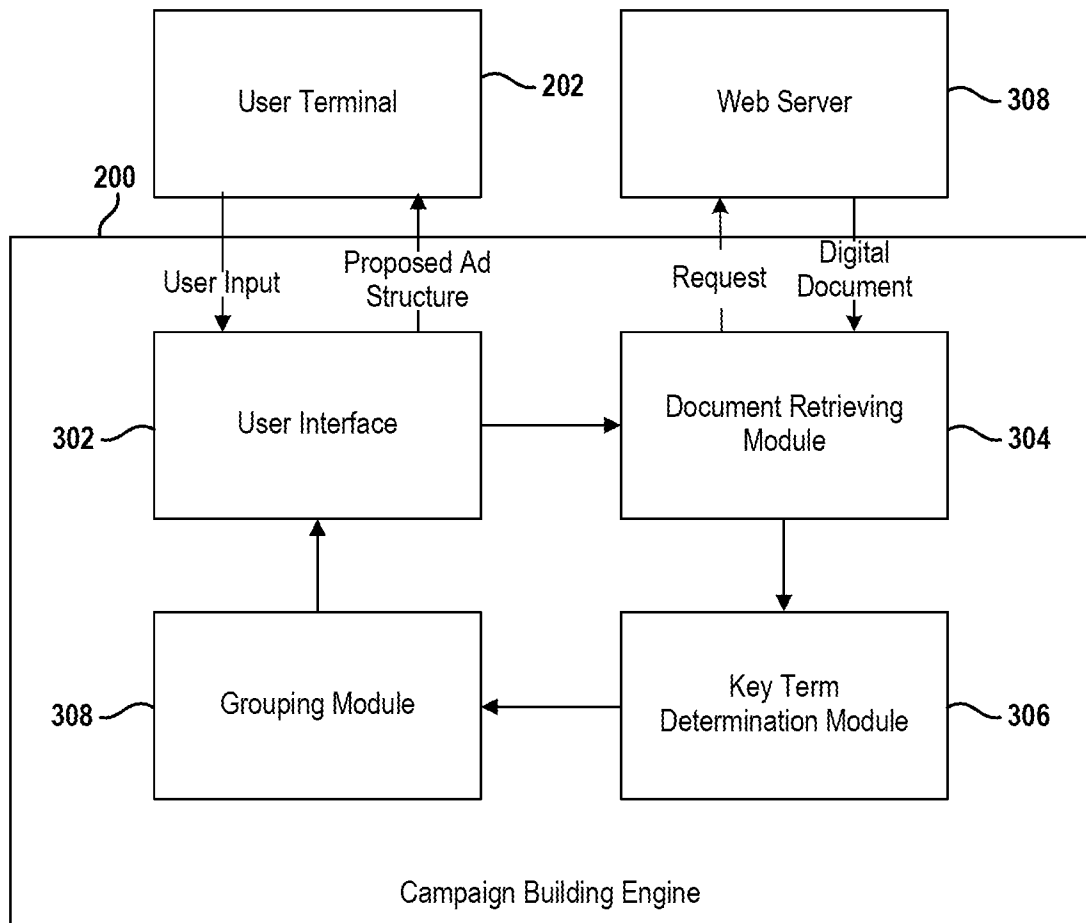 User Terminal
202
Web Server
308
200
User Input
Proposed Ad
Structure
Request
Digital
Document
302
User Interface
Document Retrieving
Module
304
308
Grouping Module
Key Term
Determination Module
306
Campaign Building Engine